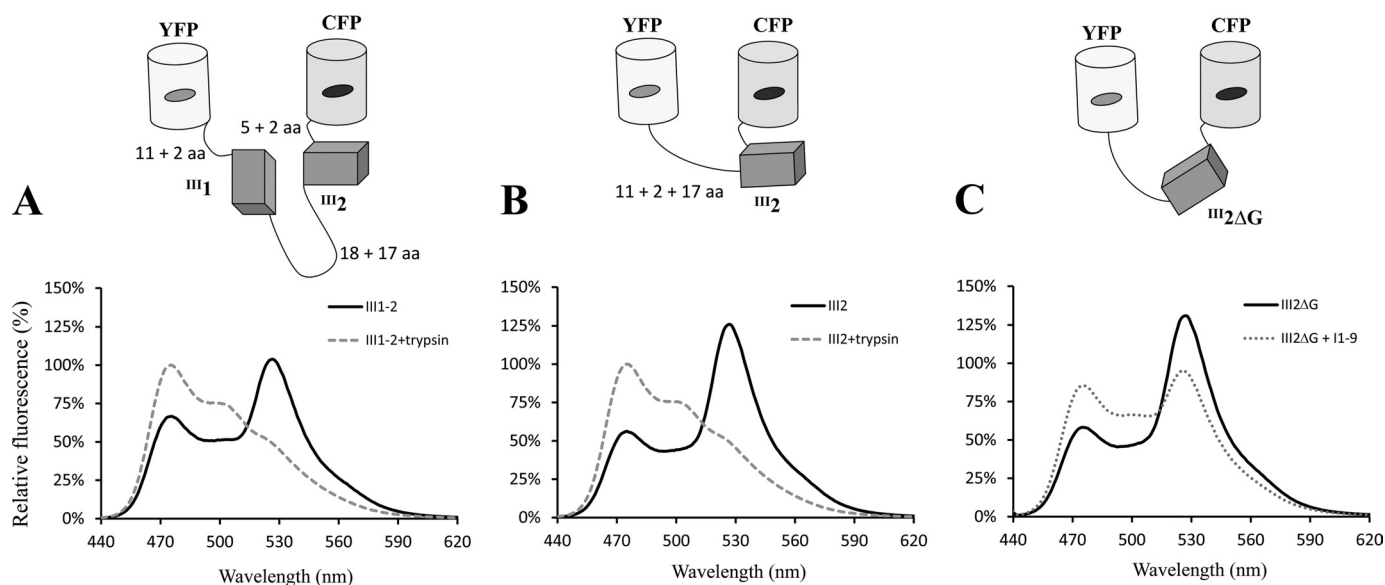 YFP
CFP
5 + 2 aa
11 + 2 aa
III1
III2
18 + 17 aa
A
150%
125%
100%
75%
50%
25%
0%
440 470 500 530 560 590 620
III1-2
III1-2+trypsin
Relative fluorescence (%)
Wavelength (nm)
YFP
CFP
11 + 2 + 17 aa
III2
B
150%
125%
100%
75%
50%
25%
0%
440 470 500 530 560 590 620
III2
III2+trypsin
Wavelength (nm)
YFP
CFP
III2ΔG
C
150%
125%
100%
75%
50%
25%
0%
440 470 500 530 560 590 620
III2ΔG
III2ΔG + I1-9
Wavelength (nm)